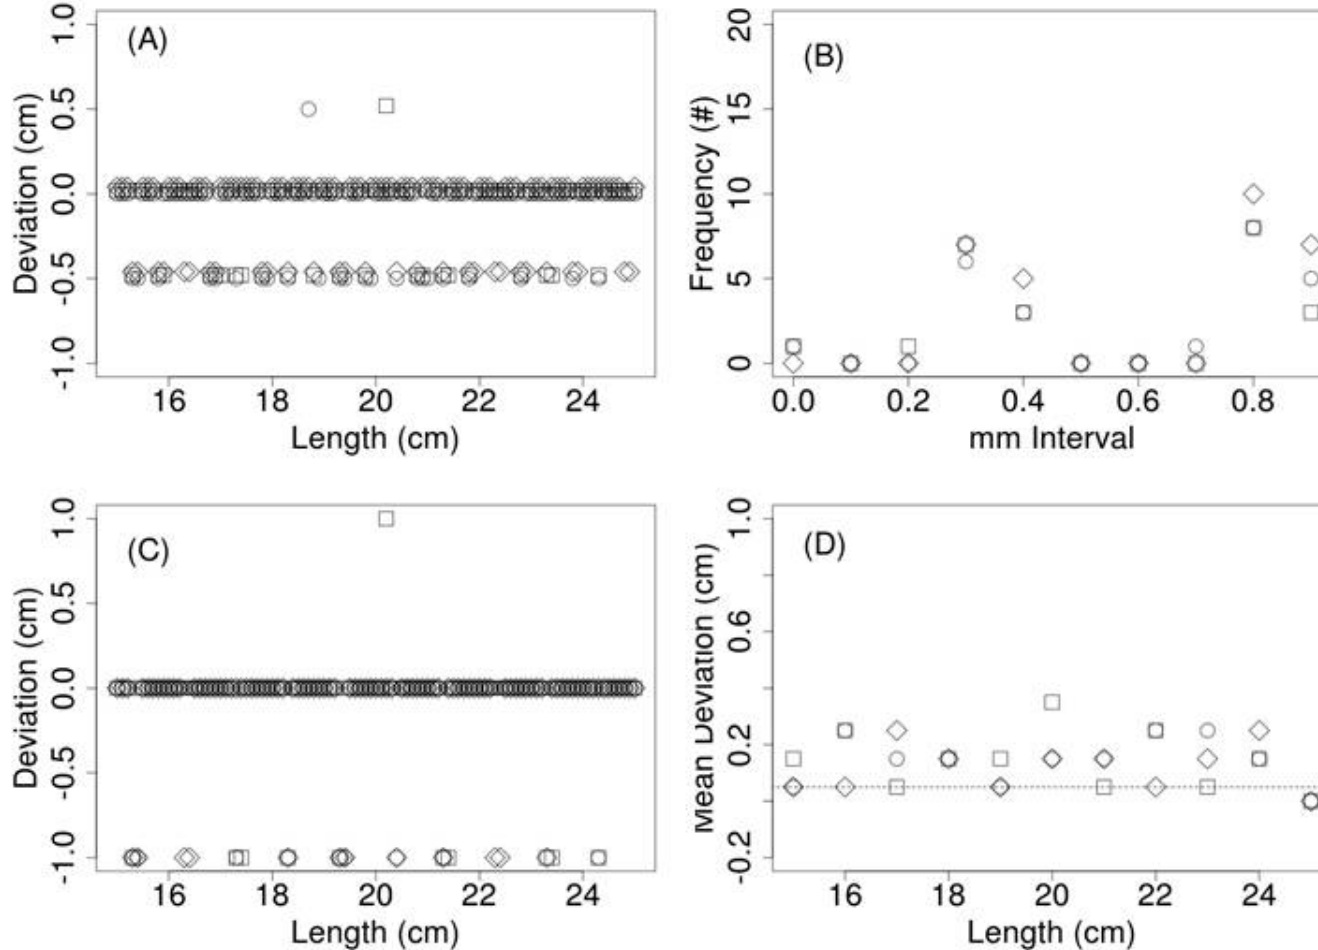 (A)
1.0
0.5
0.0
-0.5
-1.0
Deviation (cm)
16 18 20 22 24
Length (cm)
(B)
20
15
10
5
0
Frequency (#)
0.0 0.2 0.4 0.6 0.8
mm Interval
(C)
1.0
0.5
0.0
-0.5
-1.0
Deviation (cm)
16 18 20 22 24
Length (cm)
(D)
1.0
0.6
0.2
-0.2
Mean Deviation (cm)
16 18 20 22 24
Length (cm)